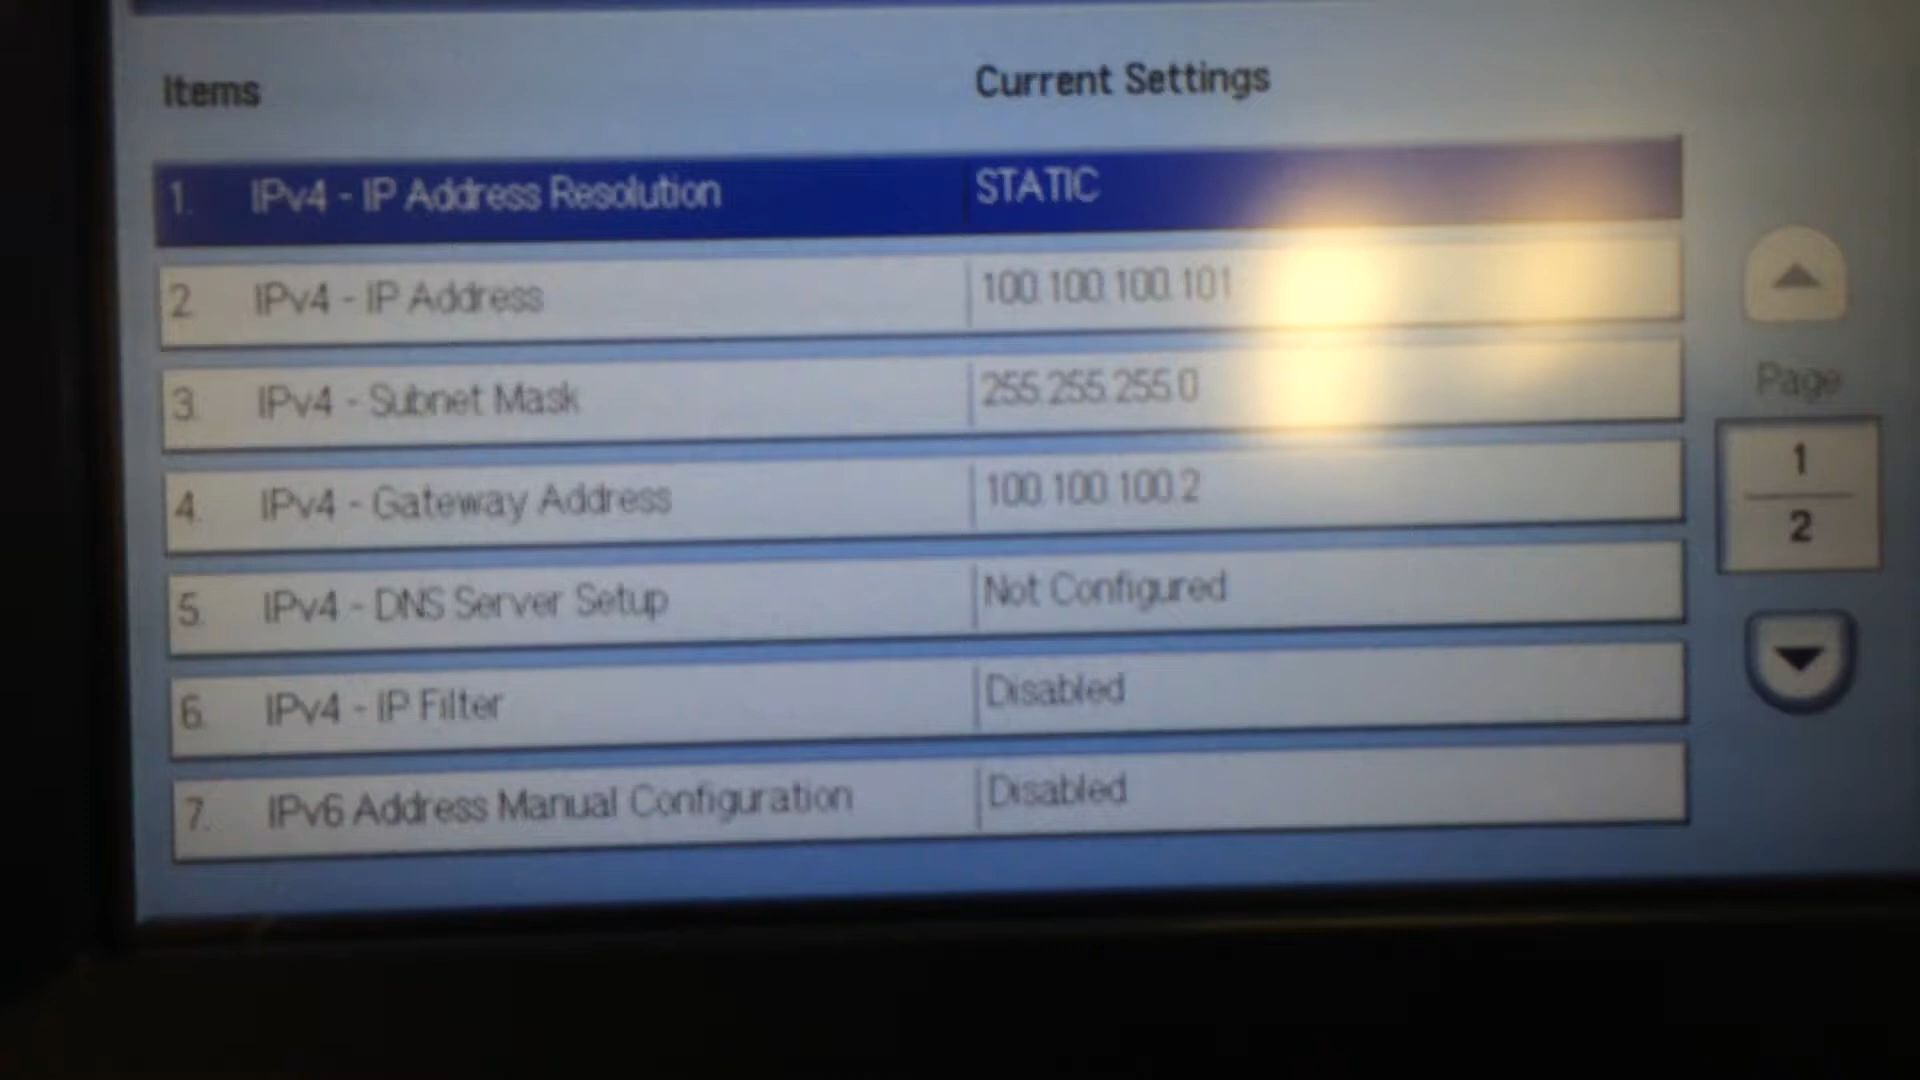 Items Current Settings
1. IPv4 - IP Address Resolution STATIC
2. IPv4 - IP Address 100.100.100.101
3. IPv4 - Subnet Mask 255.255.255.0
4. IPv4 - Gateway Address 100.100.100.2
5. IPv4 - DNS Server Setup Not Configured
6. IPv4 - IP Filter Disabled
7. IPv6 Address Manual Configuration Disabled
Page
1
2